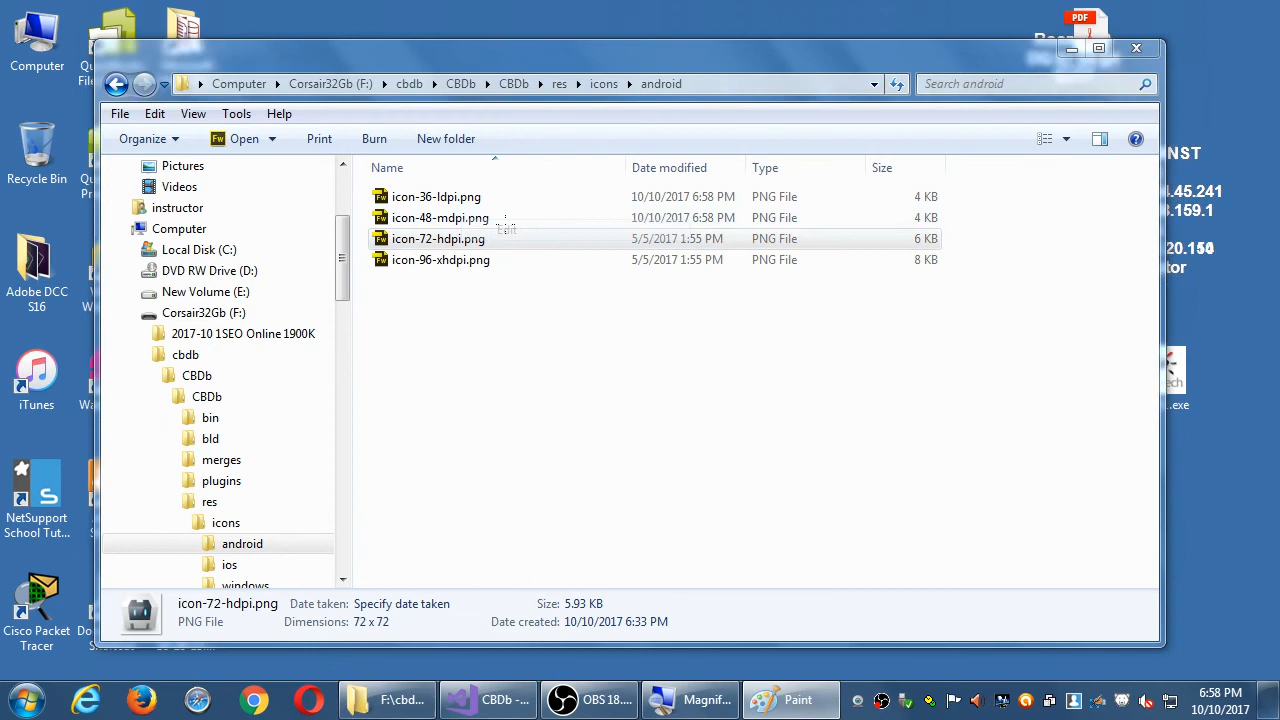 Computer
Recycle Bin
Adobe DCC
S16
iTunes
NetSupport
School Tut...
Cisco Packet
Tracer
PDF
NST
.45.241
.159.1
tor
.exe
Computer
Corsair32Gb (F:)
cbdb
CBDb
CBDb
res
icons
android
Search android
File
Edit
View
Tools
Help
Organize
Fw
Open
Print
Burn
New folder
Pictures
Videos
instructor
Computer
Local Disk (C:)
DVD RW Drive (D:)
New Volume (E:)
Corsair32Gb (F:)
2017-10 1SEO Online 1900K
cbdb
CBDb
CBDb
bin
bld
merges
plugins
res
icons
android
ios
windows
Name Date modified Type Size
icon-36-ldpi.png 10/10/2017 6:58 PM PNG File 4 KB
icon-48-mdpi.png 10/10/2017 6:58 PM PNG File 4 KB
icon-72-hdpi.png 5/5/2017 1:55 PM PNG File 6 KB
icon-96-xhdpi.png 5/5/2017 1:55 PM PNG File 8 KB
icon-72-hdpi.png Date taken: Specify date taken Size: 5.93 KB
PNG File Dimensions: 72 x 72 Date created: 10/10/2017 6:33 PM
F:\cbd...
CBDb -...
OBS 18....
Magnif...
Paint
6:58 PM
10/10/2017